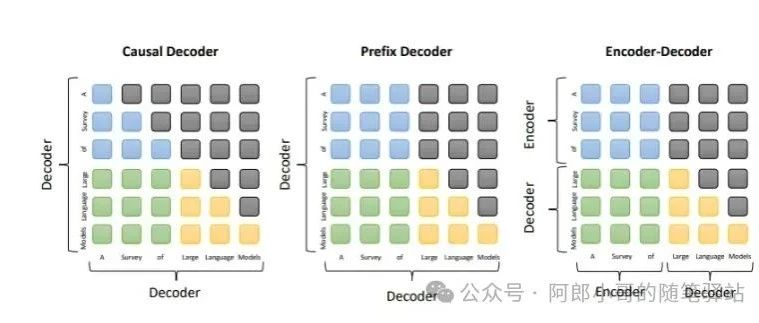 Causal Decoder
Prefix Decoder
Encoder-Decoder
Decoder
A
Survey
of
Large
Language
Models
A Survey of Large Language Models
Decoder
Decoder
A
Survey
of
Large
Language
Models
A Survey of Large Language Models
Decoder
Encoder
Decoder
A
Survey
of
Large
Language
Models
A Survey of Large Language Models
Encoder Decoder
公众号 · 阿郎小哥的随笔驿站